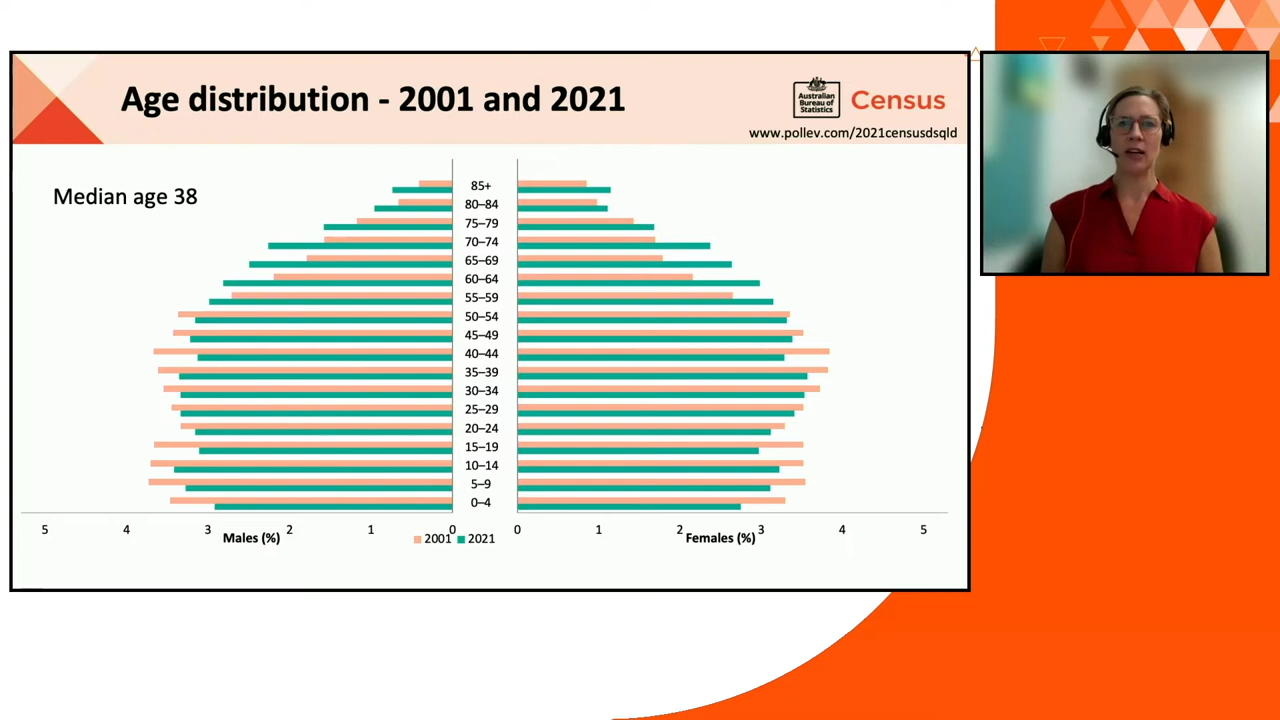 Age distribution - 2001 and 2021
Australian
Bureau of
Statistics
Census
www.pollev.com/2021censusdsqld
Median age 38
85+
80–84
75–79
70–74
65–69
60–64
55–59
50–54
45–49
40–44
35–39
30–34
25–29
20–24
15–19
10–14
5–9
0–4
5 4 3 2 1 0 0 1 2 3 4 5
Males (%) 2001 2021 Females (%)